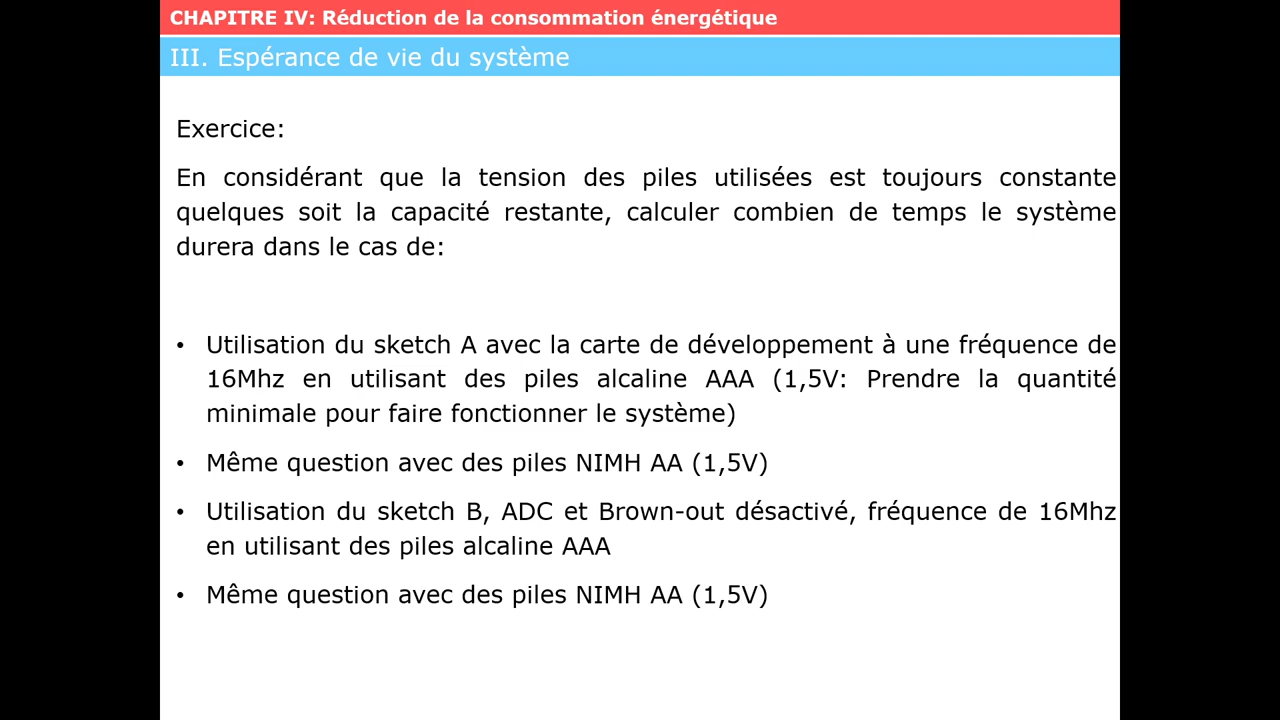 CHAPITRE IV: Réduction de la consommation énergétique
III. Espérance de vie du système
Exercice:
En considérant que la tension des piles utilisées est toujours constante
quelques soit la capacité restante, calculer combien de temps le système
durera dans le cas de:
• Utilisation du sketch A avec la carte de développement à une fréquence de
16Mhz en utilisant des piles alcaline AAA (1,5V: Prendre la quantité
minimale pour faire fonctionner le système)
• Même question avec des piles NIMH AA (1,5V)
• Utilisation du sketch B, ADC et Brown-out désactivé, fréquence de 16Mhz
en utilisant des piles alcaline AAA
• Même question avec des piles NIMH AA (1,5V)